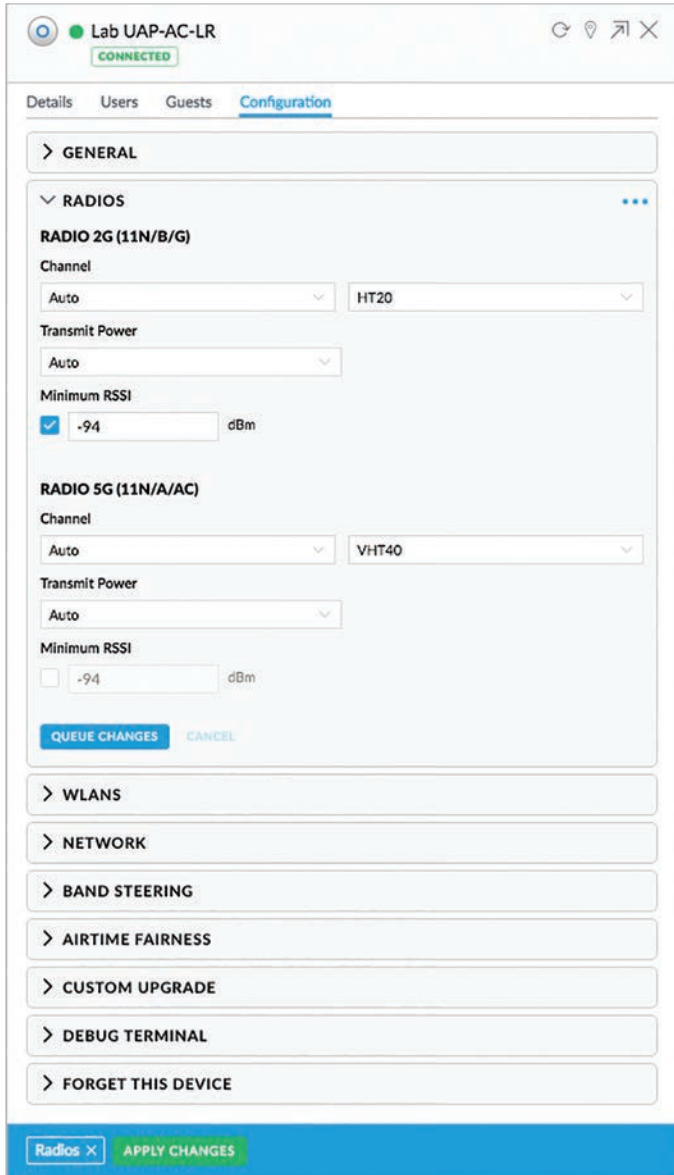 Lab UAP-AC-LR
CONNECTED
Details Users Guests Configuration
GENERAL
RADIOS
RADIO 2G (11N/B/G)
Channel
Auto HT20
Transmit Power
Auto
Minimum RSSI
-94 dBm
RADIO 5G (11N/A/AC)
Channel
Auto VHT40
Transmit Power
Auto
Minimum RSSI
-94 dBm
QUEUE CHANGES CANCEL
WLANS
NETWORK
BAND STEERING
AIRTIME FAIRNESS
CUSTOM UPGRADE
DEBUG TERMINAL
FORGET THIS DEVICE
Radios × APPLY CHANGES